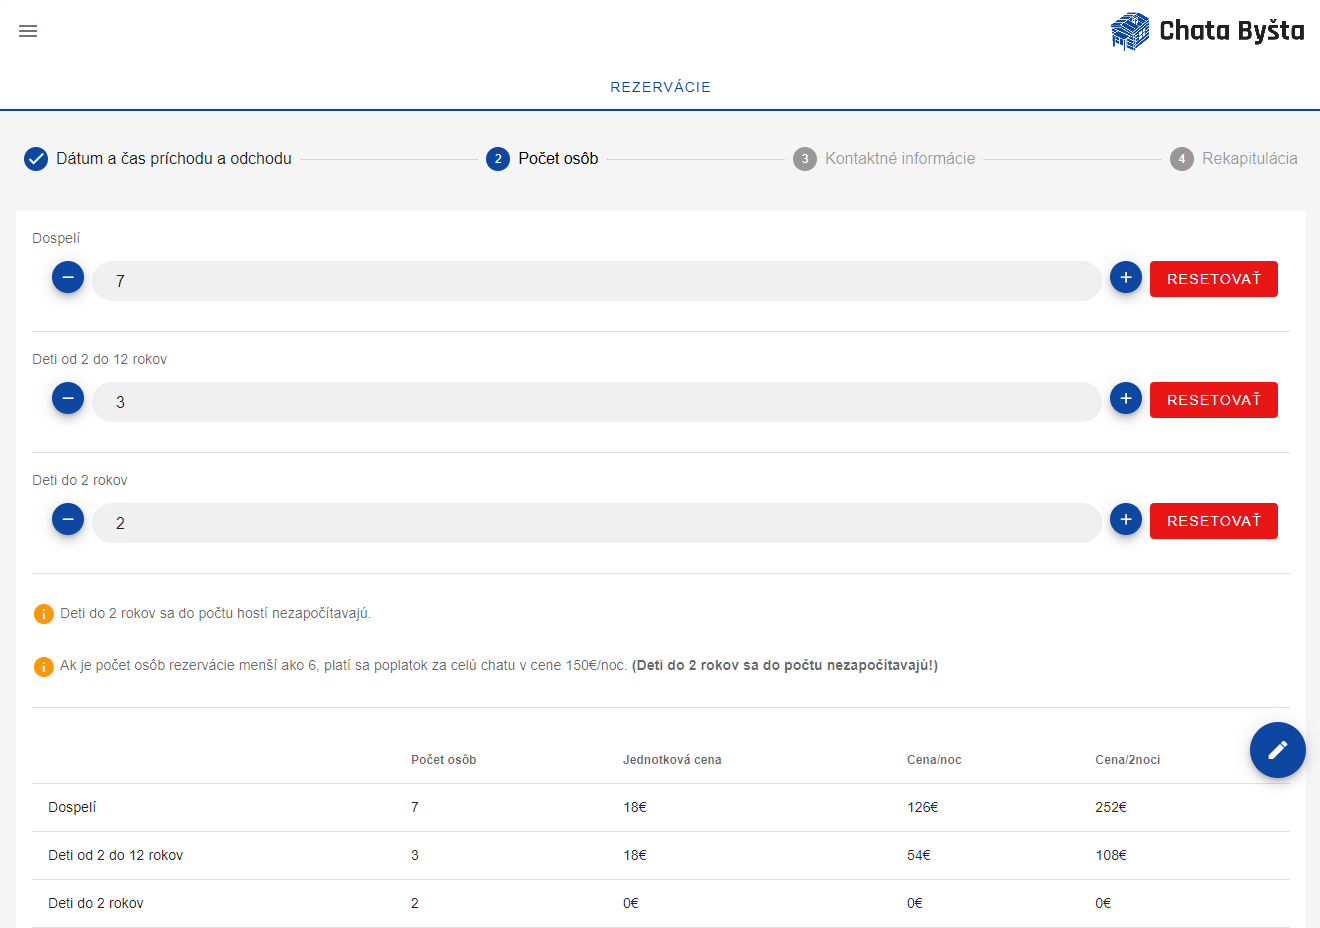 Chata Byšta
REZERVÁCIE
Dátum a čas príchodu a odchodu
2 Počet osôb
3 Kontaktné informácie
4 Rekapitulácia
Dospelí
7
RESETOVAŤ
Deti od 2 do 12 rokov
3
RESETOVAŤ
Deti do 2 rokov
2
RESETOVAŤ
Deti do 2 rokov sa do počtu hostí nezapočítavajú.
Ak je počet osôb rezervácie menší ako 6, platí sa poplatok za celú chatu v cene 150€/noc. (Deti do 2 rokov sa do počtu nezapočítavajú!)
Počet osôb Jednotková cena Cena/noc Cena/2noci
Dospelí 7 18€ 126€ 252€
Deti od 2 do 12 rokov 3 18€ 54€ 108€
Deti do 2 rokov 2 0€ 0€ 0€